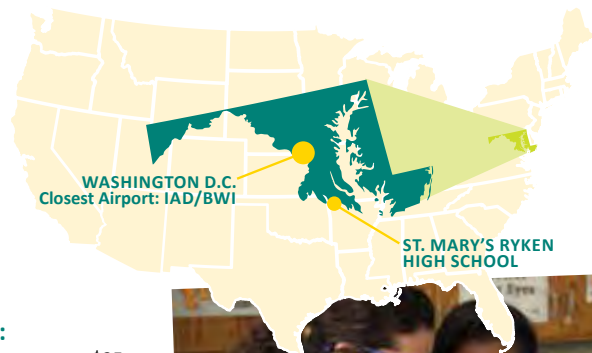 WASHINGTON D.C.
Closest Airport: IAD/BWI
ST. MARY’S RYKEN
HIGH SCHOOL
: